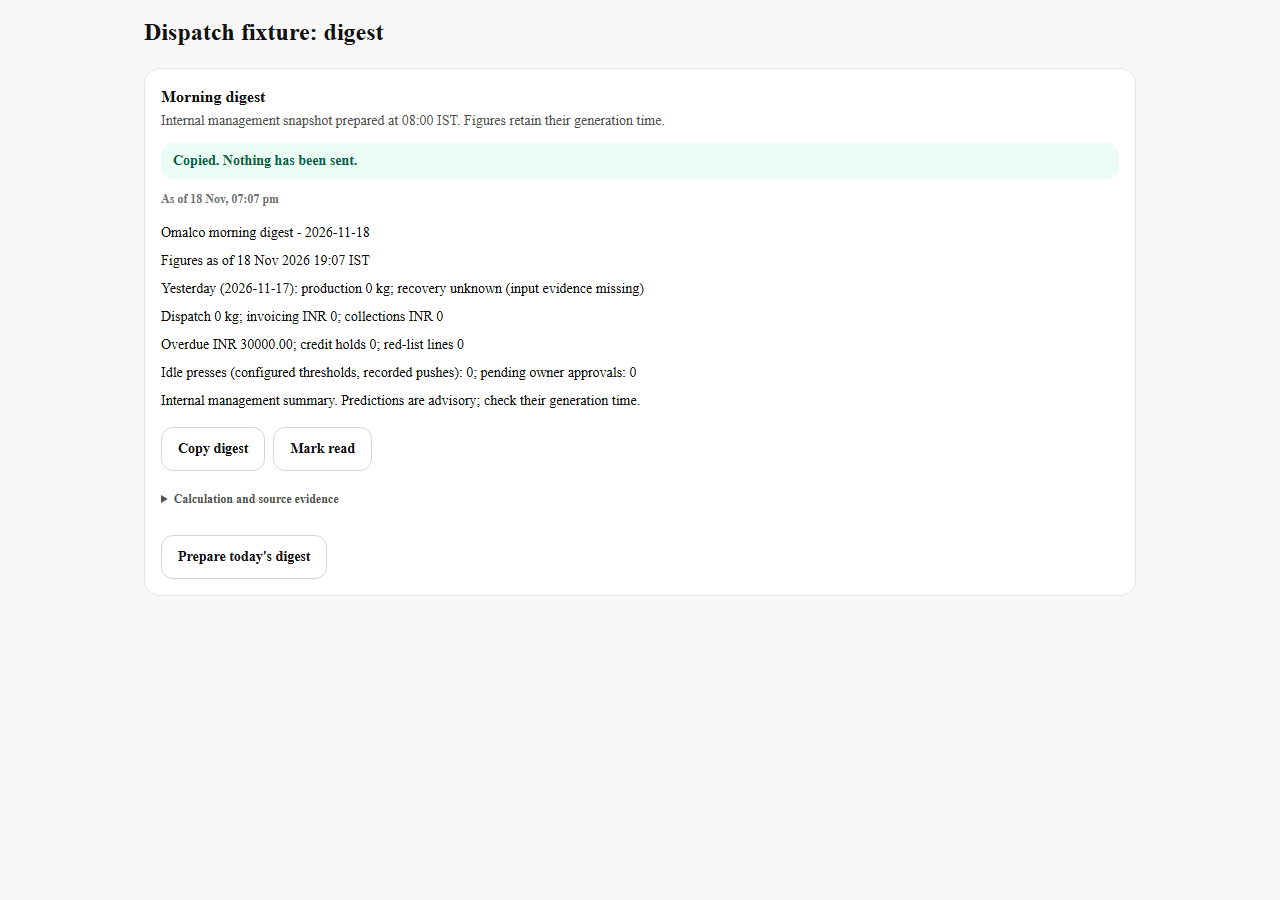 Dispatch fixture: digest
Morning digest
Internal management snapshot prepared at 08:00 IST. Figures retain their generation time.
Copied. Nothing has been sent.
As of 18 Nov, 07:07 pm
Omalco morning digest - 2026-11-18
Figures as of 18 Nov 2026 19:07 IST
Yesterday (2026-11-17): production 0 kg; recovery unknown (input evidence missing)
Dispatch 0 kg; invoicing INR 0; collections INR 0
Overdue INR 30000.00; credit holds 0; red-list lines 0
Idle presses (configured thresholds, recorded pushes): 0; pending owner approvals: 0
Internal management summary. Predictions are advisory; check their generation time.
Copy digest Mark read
Calculation and source evidence
Prepare today's digest